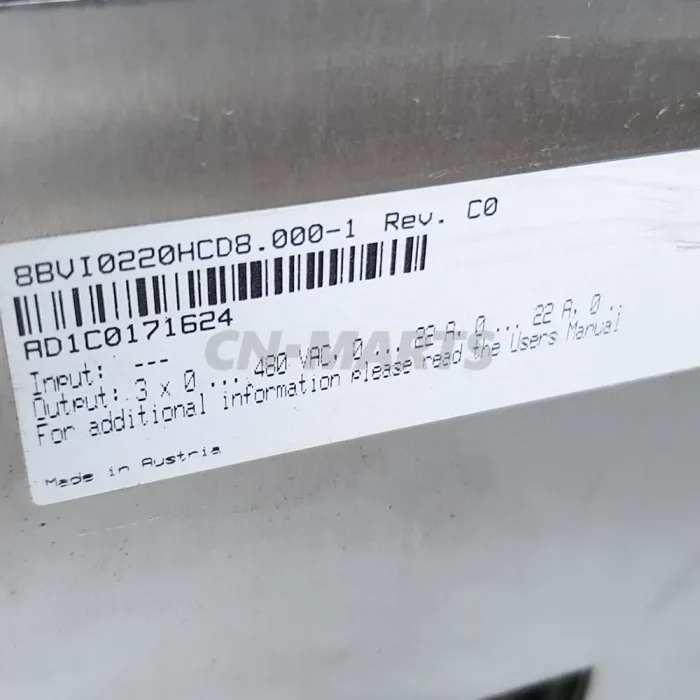 8BVI0220HCD8.000-1 Rev. C0
AD1C0171624
CN-MARTS
Input: ---
Output: 3 x 0 ... 480 VAC, 0 ... 22 A, 0 ... 22 A, 0 ..
For additional information please read the Users Manual
Made in Austria